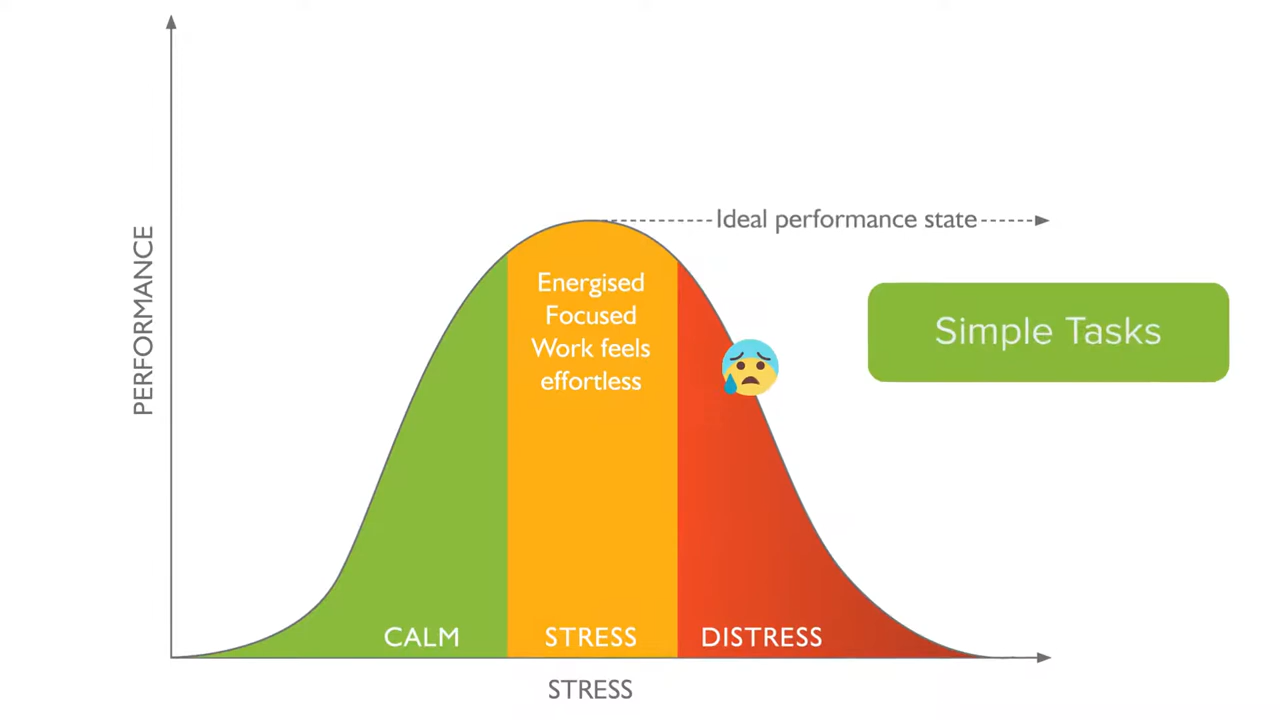 PERFORMANCE
Ideal performance state
Energised
Focused
Work feels
effortless
Simple Tasks
CALM
STRESS
DISTRESS
STRESS